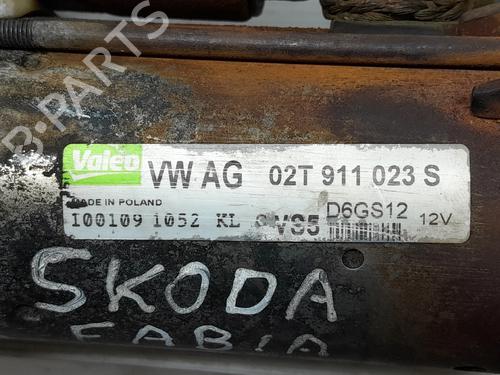 B-PARTS
Valeo VW AG 02T 911 023 S
MADE IN POLAND
D6GS12 12V
I00109 1052 KL VS5
SKODA
FABIA